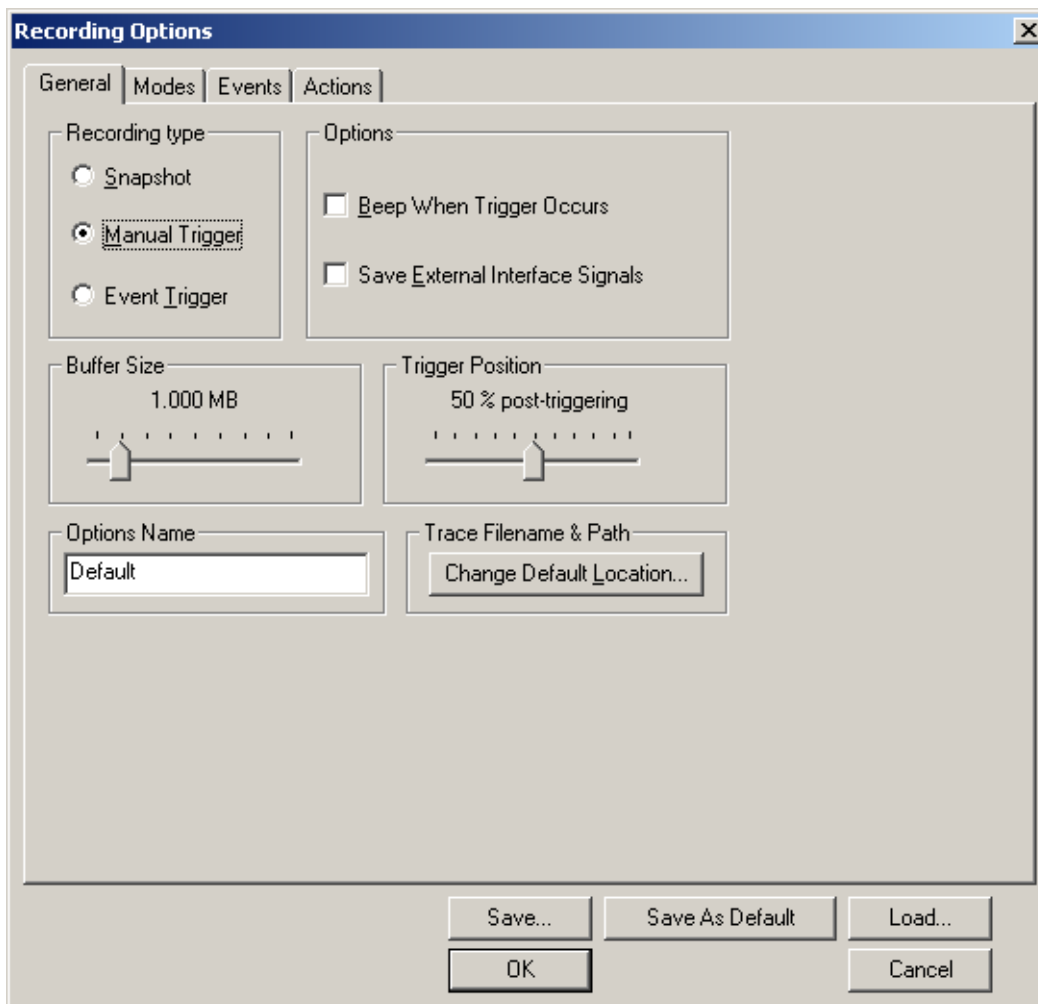 Recording Options
General Modes Events Actions
Recording type
Snapshot
Manual Trigger
Event Trigger
Options
Beep When Trigger Occurs
Save External Interface Signals
Buffer Size
1.000 MB
Trigger Position
50 % post-triggering
Options Name
Default
Trace Filename & Path
Change Default Location...
Save... Save As Default Load...
OK Cancel